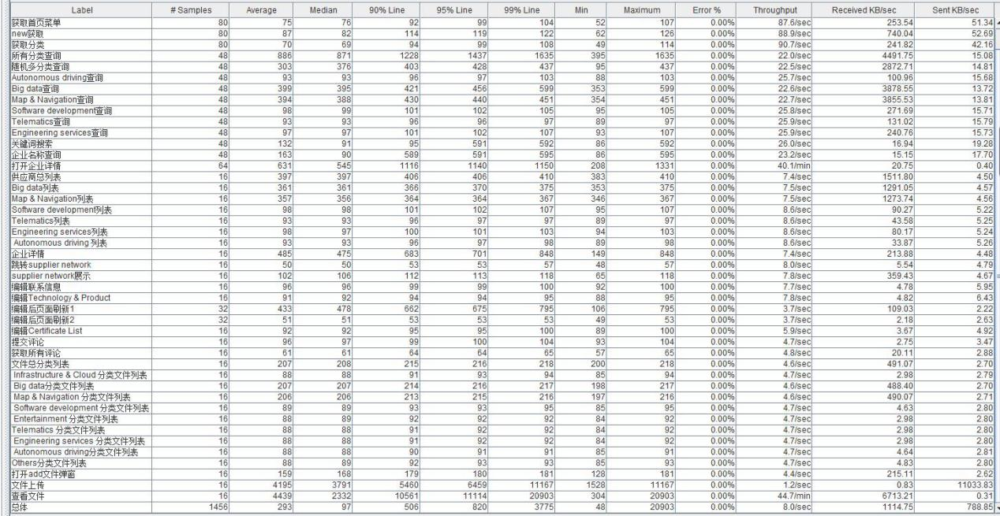 Label # Samples Average Median 90% Line 95% Line 99% Line Min Maximum Error % Throughput Received KB/sec Sent KB/sec
获取首页菜单 80 75 76 92 99 104 52 107 0.00% 87.6/sec 253.54 51.34
new获取 80 87 82 114 119 122 62 126 0.00% 88.9/sec 740.04 52.69
获取分类 80 70 69 94 99 108 49 114 0.00% 90.7/sec 241.82 42.16
所有分类查询 48 886 871 1228 1437 1635 395 1635 0.00% 22.0/sec 4491.75 15.08
随机多分类查询 48 303 376 403 428 437 95 437 0.00% 22.5/sec 2872.71 14.81
Autonomous driving查询 48 93 93 96 97 103 88 103 0.00% 25.7/sec 100.96 15.68
Big data查询 48 399 395 421 456 599 353 599 0.00% 22.6/sec 3878.55 13.72
Map & Navigation查询 48 394 388 430 440 451 354 451 0.00% 22.7/sec 3855.53 13.81
Software development查询 48 98 99 101 102 105 95 105 0.00% 25.8/sec 271.69 15.71
Telematics查询 48 93 93 96 96 97 89 97 0.00% 25.9/sec 131.02 15.79
Engineering services查询 48 97 97 101 102 107 93 107 0.00% 25.9/sec 240.76 15.73
关键词搜索 48 132 91 95 591 592 86 592 0.00% 26.0/sec 16.94 19.28
企业名称查询 48 163 90 589 591 595 86 595 0.00% 23.2/sec 15.15 17.70
打开企业详情 64 631 545 1116 1140 1150 208 1331 0.00% 40.1/min 20.75 0.40
供应商总列表 16 397 397 406 406 410 383 410 0.00% 7.4/sec 1511.80 4.50
Big data列表 16 361 361 366 370 375 353 375 0.00% 7.5/sec 1291.05 4.57
Map & Navigation列表 16 357 356 364 364 367 346 367 0.00% 7.5/sec 1273.74 4.56
Software development列表 16 98 98 101 102 107 95 107 0.00% 8.6/sec 90.27 5.22
Telematics列表 16 93 93 96 97 97 89 97 0.00% 8.6/sec 43.58 5.25
Engineering services列表 16 98 97 100 101 103 94 103 0.00% 8.6/sec 80.17 5.24
Autonomous driving 列表 16 93 93 96 97 98 89 98 0.00% 8.6/sec 33.87 5.26
企业详情 16 485 475 683 701 848 149 848 0.00% 7.4/sec 213.88 4.48
跳转supplier network 16 50 50 53 53 57 48 57 0.00% 8.0/sec 5.54 4.79
supplier network展示 16 102 106 112 113 118 65 118 0.00% 7.8/sec 359.43 4.67
编辑联系信息 16 96 96 99 99 100 92 100 0.00% 7.7/sec 4.78 5.95
编辑Technology & Product 16 91 92 94 94 95 88 95 0.00% 7.8/sec 4.82 6.43
编辑后页面刷新1 32 433 478 662 675 795 106 795 0.00% 3.7/sec 109.03 2.22
编辑后页面刷新2 32 51 51 53 53 53 49 53 0.00% 3.7/sec 2.18 2.63
编辑Certificate List 16 92 92 95 95 100 89 100 0.00% 5.9/sec 3.67 4.92
提交评论 16 96 97 99 100 104 93 104 0.00% 4.7/sec 2.75 3.47
获取所有评论 16 61 61 64 64 65 57 65 0.00% 4.8/sec 20.11 2.88
文件总分类列表 16 207 208 215 216 218 200 218 0.00% 4.6/sec 491.07 2.70
Infrastructure & Cloud 分类文件列表 16 88 88 91 93 94 85 94 0.00% 4.7/sec 2.98 2.79
Big data分类文件列表 16 207 207 214 216 217 198 217 0.00% 4.6/sec 488.40 2.70
Map & Navigation 分类文件列表 16 206 206 213 215 216 197 216 0.00% 4.6/sec 490.07 2.71
Software development 分类文件列表 16 89 89 93 93 95 85 95 0.00% 4.7/sec 4.63 2.80
Entertainment 分类文件列表 16 88 89 92 92 92 84 92 0.00% 4.7/sec 2.98 2.80
Telematics 分类文件列表 16 88 88 91 92 92 84 92 0.00% 4.7/sec 2.98 2.80
Engineering services 分类文件列表 16 88 88 91 92 92 84 92 0.00% 4.7/sec 2.98 2.80
Autonomous driving分类文件列表 16 88 88 90 91 91 85 91 0.00% 4.7/sec 4.64 2.81
Others分类文件列表 16 88 89 92 93 93 85 93 0.00% 4.7/sec 4.83 2.80
打开add文件弹窗 16 159 168 179 180 181 128 181 0.00% 4.4/sec 215.11 2.62
文件上传 16 4195 3791 5460 6459 11167 1528 11167 0.00% 1.2/sec 0.83 11033.83
查看文件 16 4439 2332 10561 11114 20903 304 20903 0.00% 44.7/min 6713.21 0.31
总体 1456 293 97 506 820 3775 48 20903 0.00% 8.0/sec 1114.75 788.85